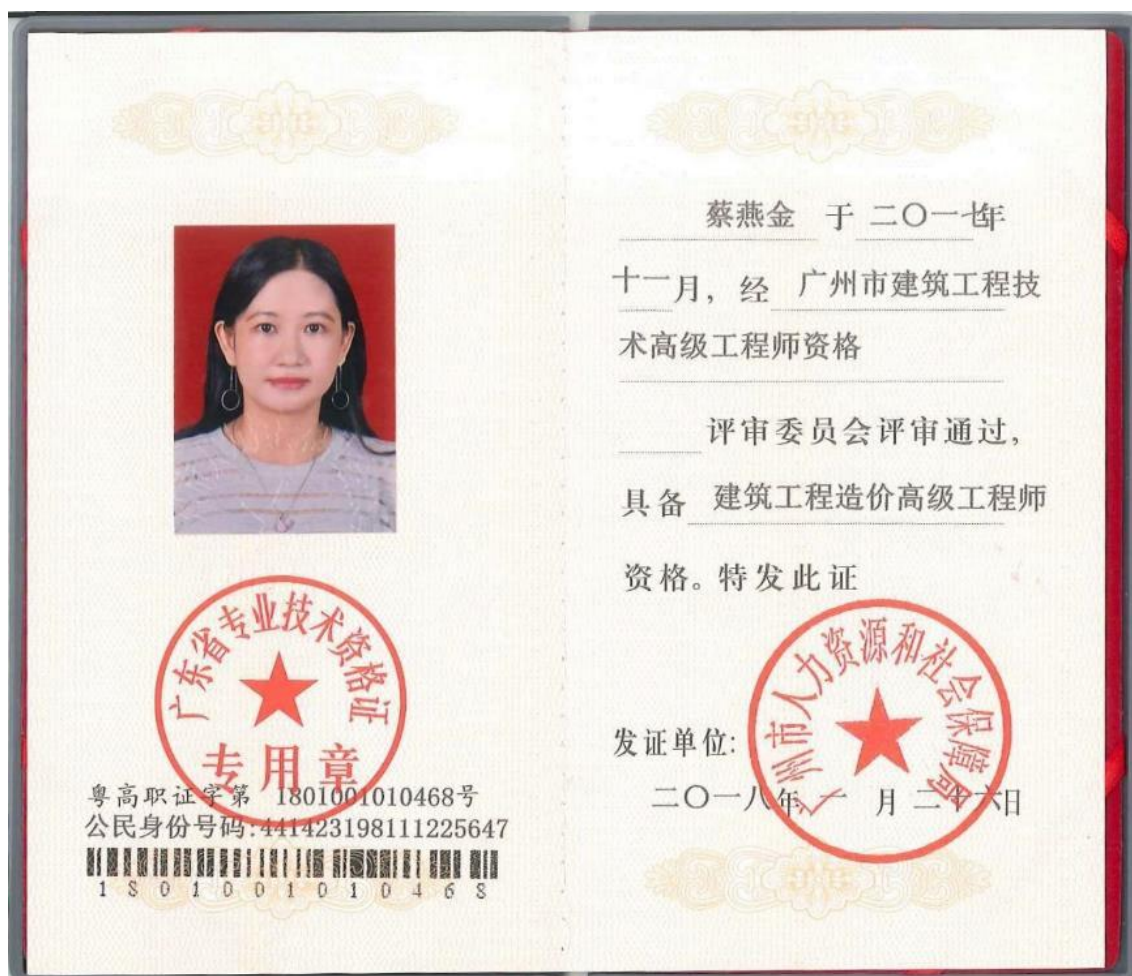 广东省专业技术资格证
专用章
粤高职证字第 1801001010468号
公民身份号码:441423198111225647
1801001010468
蔡燕金 于 二〇一七年
十一月，经 广州市建筑工程技
术高级工程师资格
评审委员会评审通过，
具备 建筑工程造价高级工程师
资格。特发此证
广州市人力资源和社会保障局
发证单位:
二〇一八年 一 月 二十六日